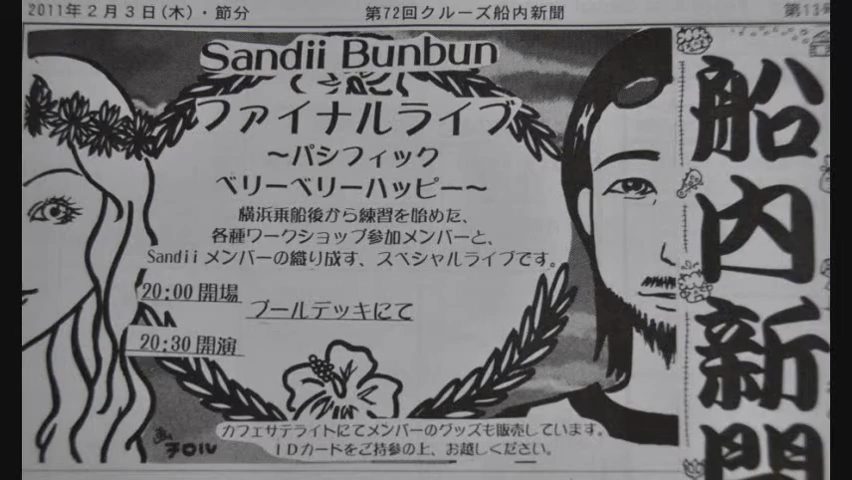 2011年２月３日(木)・節分
第72回クルーズ船内新聞
第13
船内新聞
Sandii Bunbun
ファイナルライブ
～パシフィック
ベリーベリーハッピー～
横浜乗船後から練習を始めた、
各種ワークショップ参加メンバーと、
Sandii メンバーの織り成す、スペシャルライブです。
20:00 開場
プールデッキにて
20:30 開演
カフェサテライトにてメンバーのグッズも販売しています。
ＩＤカードをご持参の上、お越しください。
チロル